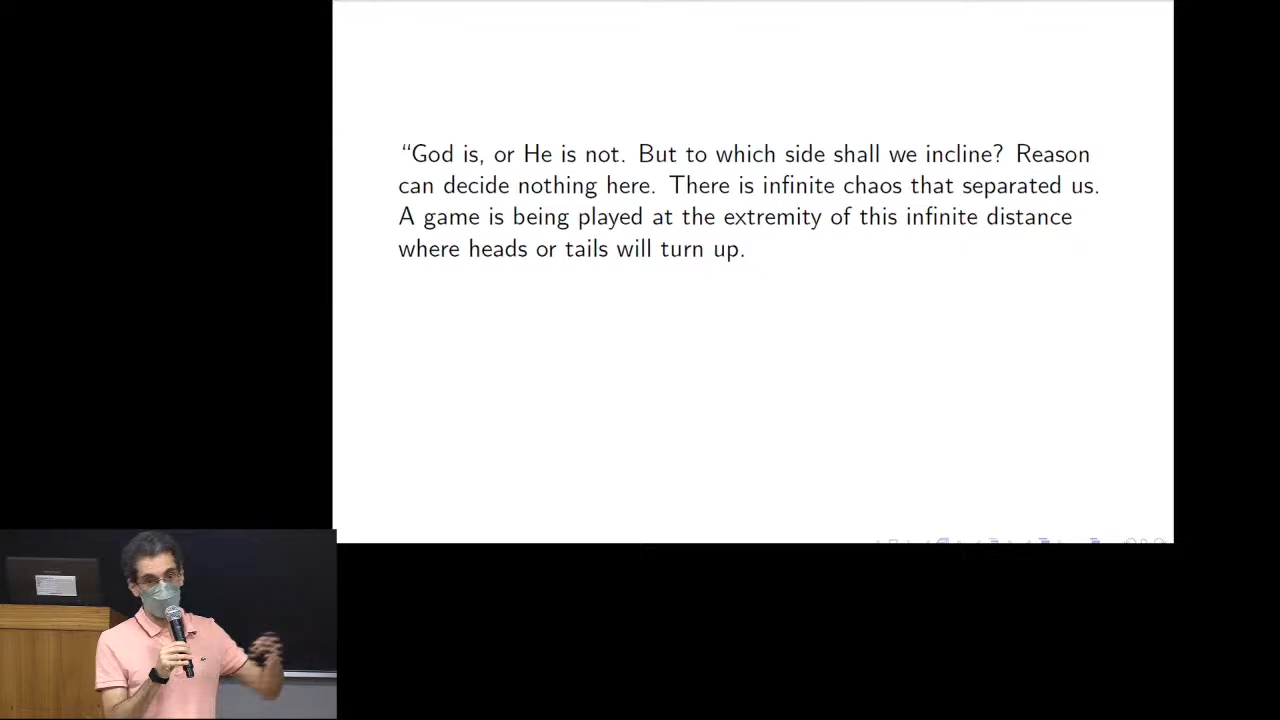 “God is, or He is not. But to which side shall we incline? Reason
can decide nothing here. There is infinite chaos that separated us.
A game is being played at the extremity of this infinite distance
where heads or tails will turn up.